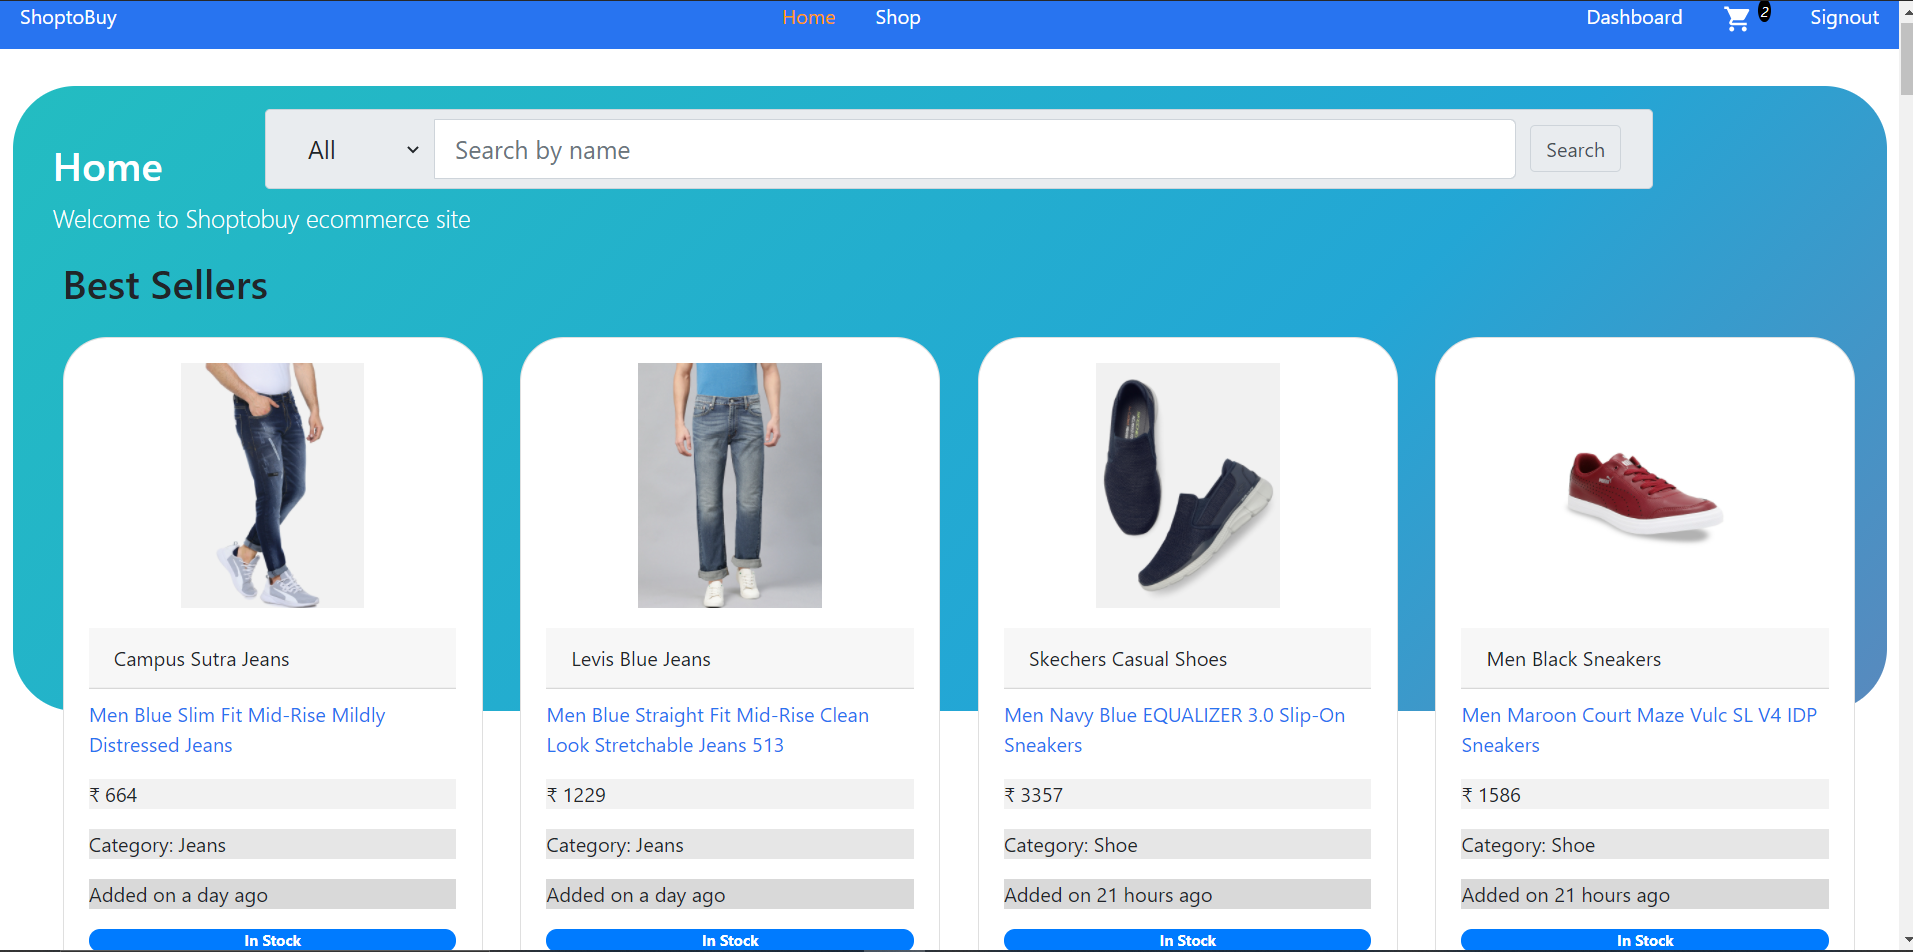 ShoptoBuy
Home
Shop
Dashboard
2
Signout
All
Search by name
Search
Home
Welcome to Shoptobuy ecommerce site
Best Sellers
Campus Sutra Jeans
Men Blue Slim Fit Mid-Rise Mildly
Distressed Jeans
₹ 664
Category: Jeans
Added on a day ago
In Stock
Levis Blue Jeans
Men Blue Straight Fit Mid-Rise Clean
Look Stretchable Jeans 513
₹ 1229
Category: Jeans
Added on a day ago
In Stock
Skechers Casual Shoes
Men Navy Blue EQUALIZER 3.0 Slip-On
Sneakers
₹ 3357
Category: Shoe
Added on 21 hours ago
In Stock
Men Black Sneakers
Men Maroon Court Maze Vulc SL V4 IDP
Sneakers
₹ 1586
Category: Shoe
Added on 21 hours ago
In Stock